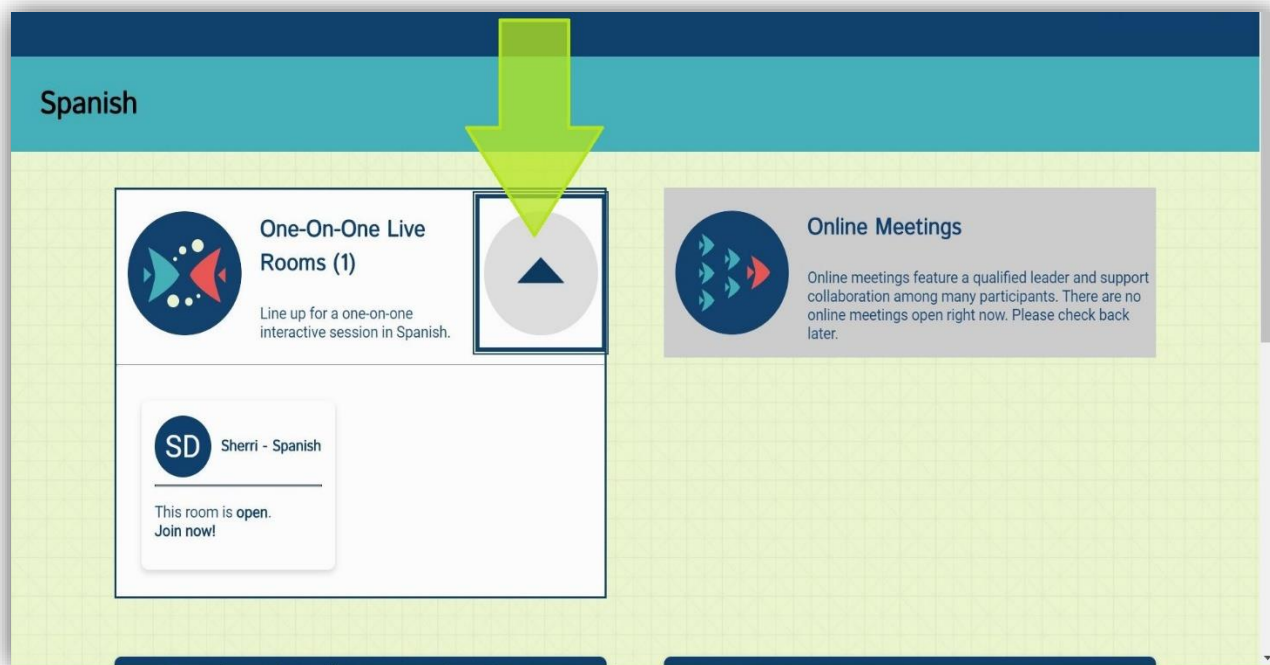 Spanish
One-On-One Live
Rooms (1)
Line up for a one-on-one
interactive session in Spanish.
SD
Sherri - Spanish
This room is open.
Join now!
Online Meetings
Online meetings feature a qualified leader and support
collaboration among many participants. There are no
online meetings open right now. Please check back
later.